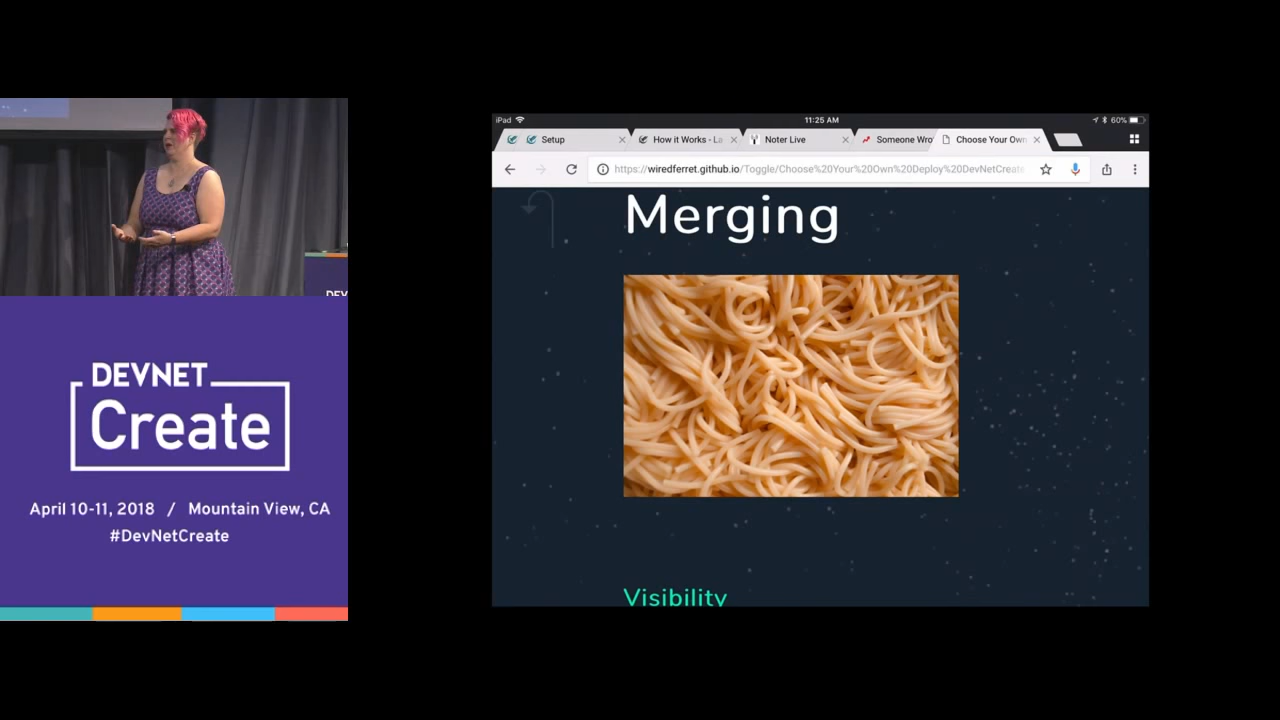 DEV
DEVNET
Create
April 10-11, 2018 / Mountain View, CA
#DevNetCreate
iPad
11:25 AM
60%
Setup
How it Works - La
Noter Live
Someone Wro
Choose Your Own
https://wiredferret.github.io/Toggle/Choose%20Your%20Own%20Deploy%20DevNetCreate
Merging
Visibility